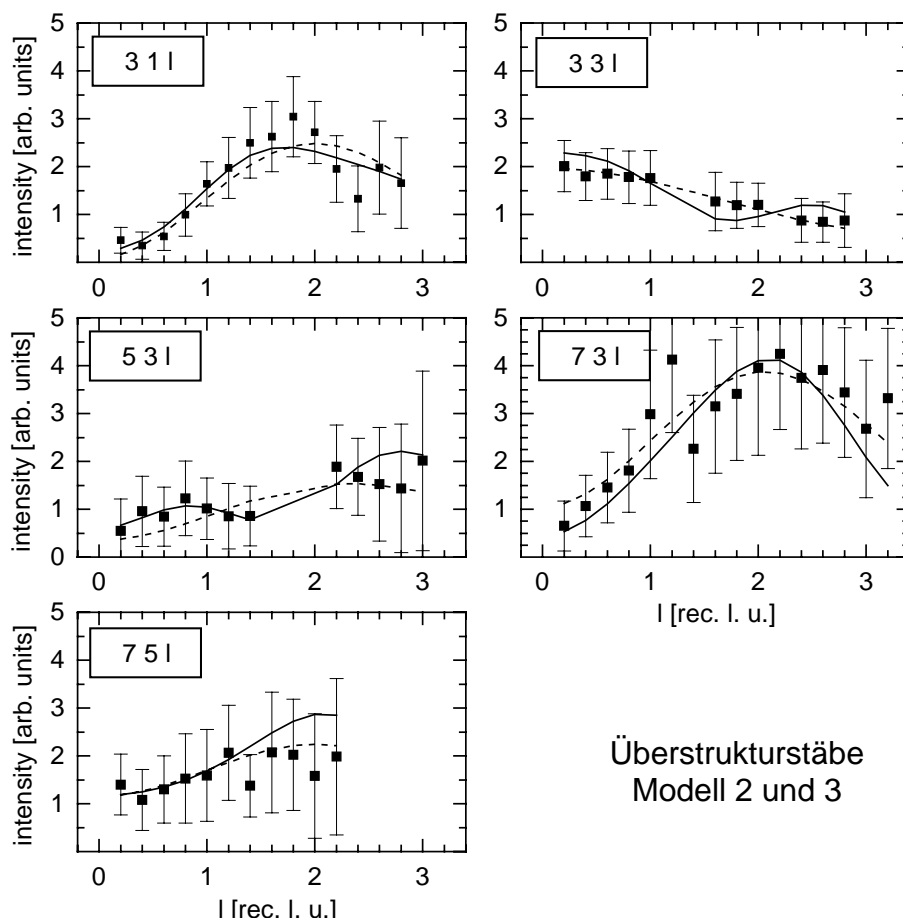 5
4
3
2
1
intensity [arb. units]
3 1 l
0 1 2 3
5
4
3
2
1
3 3 l
0 1 2 3
5
4
3
2
1
0
intensity [arb. units]
5 3 l
0 1 2 3
5
4
3
2
1
7 3 l
0 1 2 3
l [rec. l. u.]
5
4
3
2
1
intensity [arb. units]
7 5 l
0 1 2 3
l [rec. l. u.]
Überstrukturstäbe
Modell 2 und 3